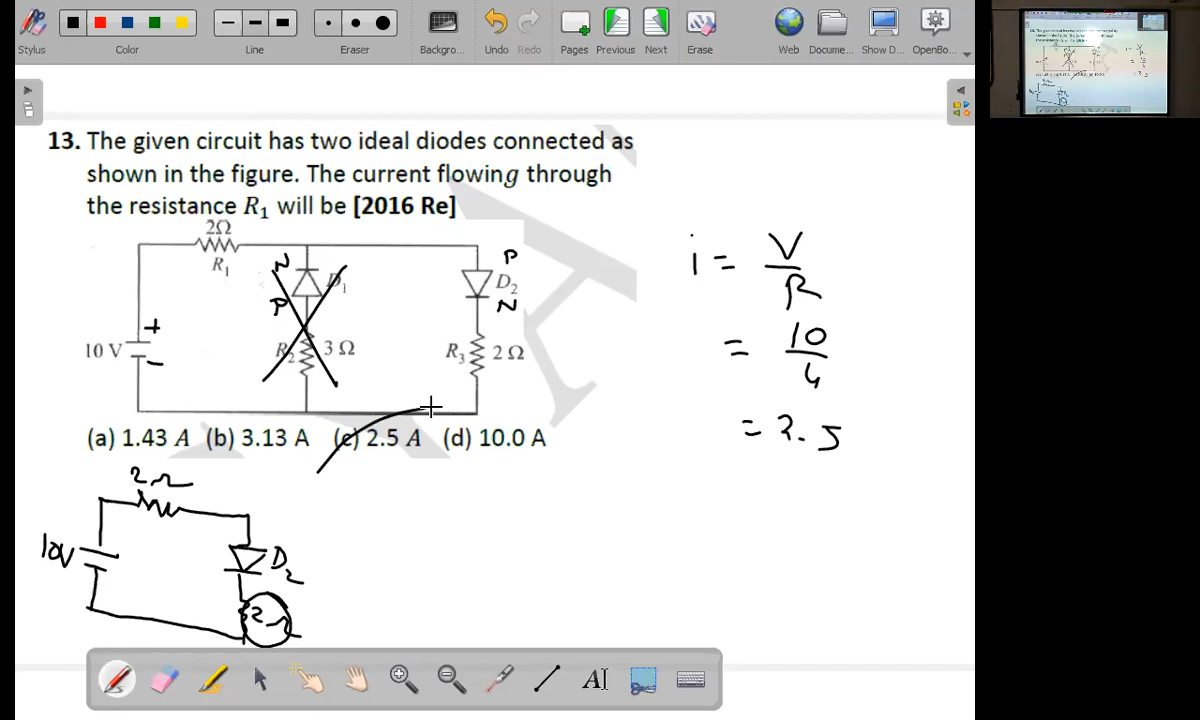 Stylus Color Line Eraser Backgro... Undo Redo Pages Previous Next Erase Web Docume... Show D... OpenBo...
13. The given circuit has two ideal diodes connected as
shown in the figure. The current flowing through
the resistance R₁ will be [2016 Re]
2Ω
R₁
N
D₁
P
R₂ 3 Ω
P
D₂
N
R₃ 2 Ω
+
10 V
−
(a) 1.43 A (b) 3.13 A (c) 2.5 A (d) 10.0 A
i = V/R
= 10/4
= 2.5
2Ω
10V
D₂
2Ω
AI